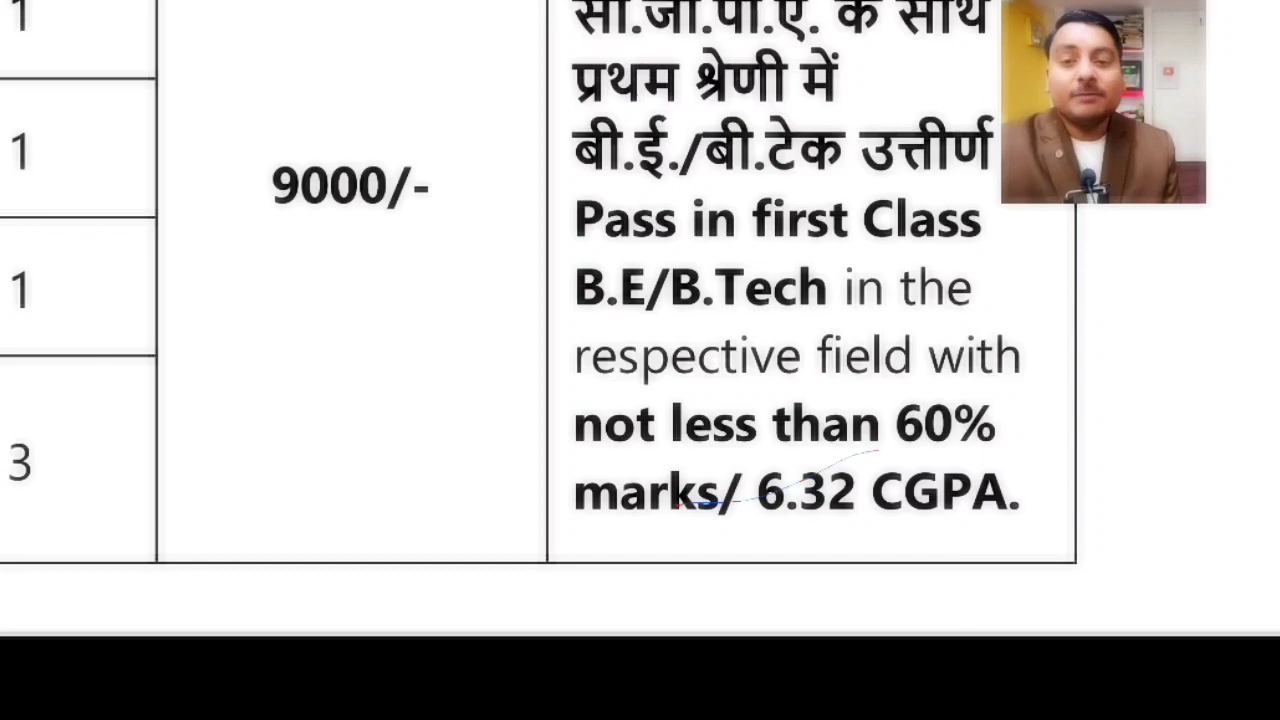 1
सी.जी.पी.ए. के साथ
प्रथम श्रेणी में
1
बी.ई./बी.टेक उत्तीर्ण
9000/-
Pass in first Class
1
B.E/B.Tech in the
respective field with
not less than 60%
3
marks/ 6.32 CGPA.